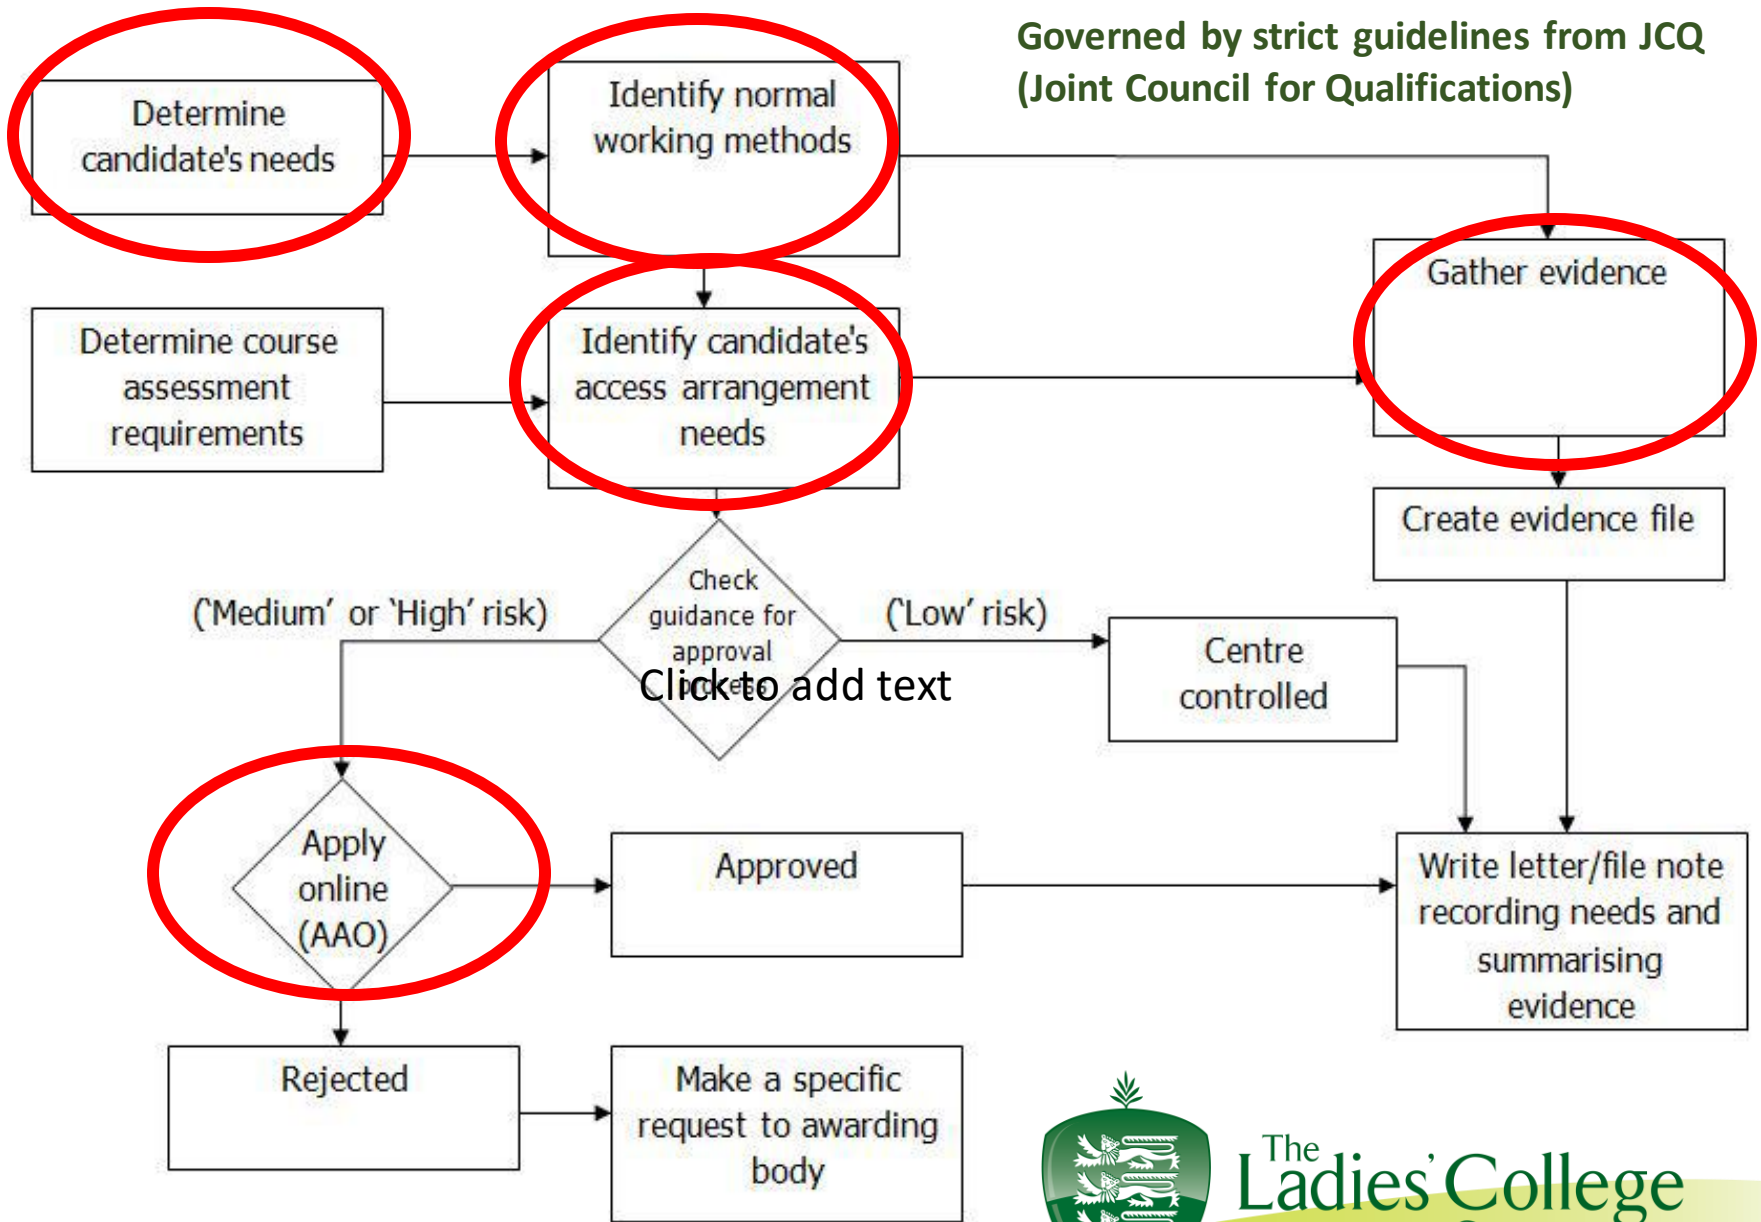 Governed by strict guidelines from JCQ
(Joint Council for Qualifications)
Determine
candidate's needs
Identify normal
working methods
Gather evidence
Determine course
assessment
requirements
Identify candidate's
access arrangement
needs
Create evidence file
Check
guidance for
approval
process
Click to add text
('Medium' or 'High' risk)
('Low' risk)
Centre
controlled
Apply
online
(AAO)
Approved
Write letter/file note
recording needs and
summarising
evidence
Rejected
Make a specific
request to awarding
body
The
Ladies' College